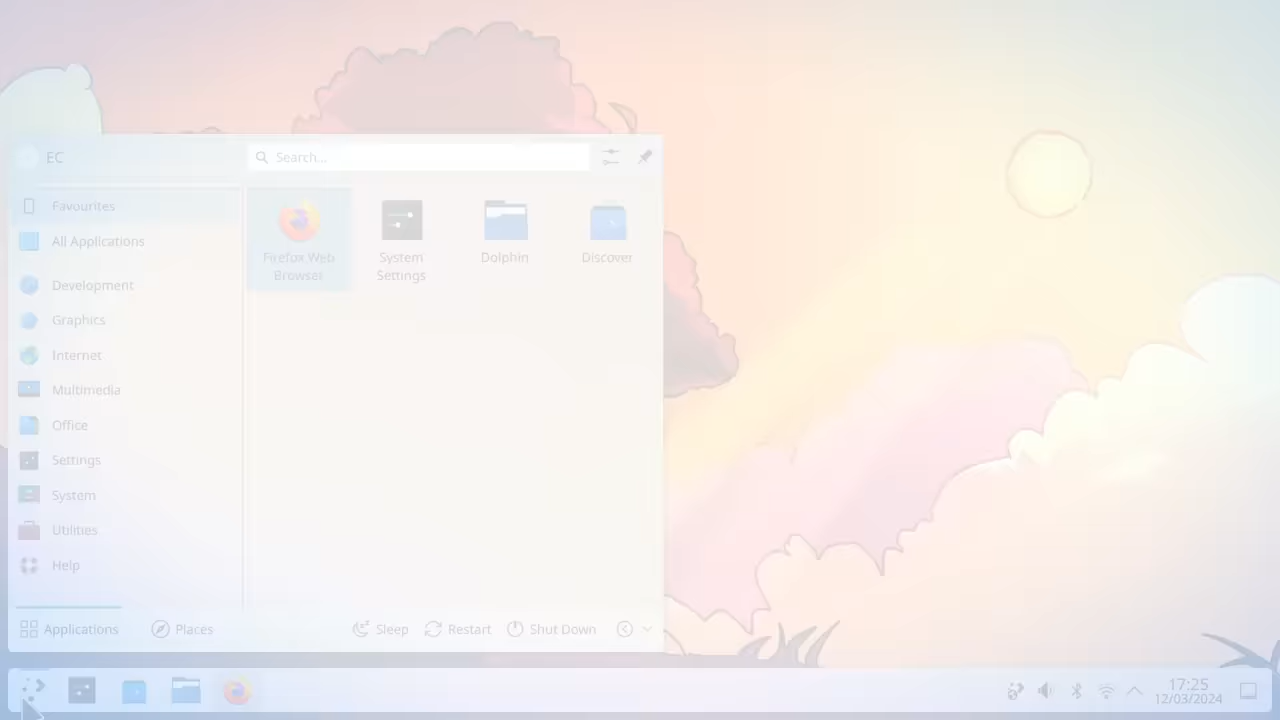 EC
Search...
Favourites
All Applications
Development
Graphics
Internet
Multimedia
Office
Settings
System
Utilities
Help
Firefox Web
Browser
System
Settings
Dolphin
Discover
Applications
Places
Sleep
Restart
Shut Down
17:25
12/03/2024